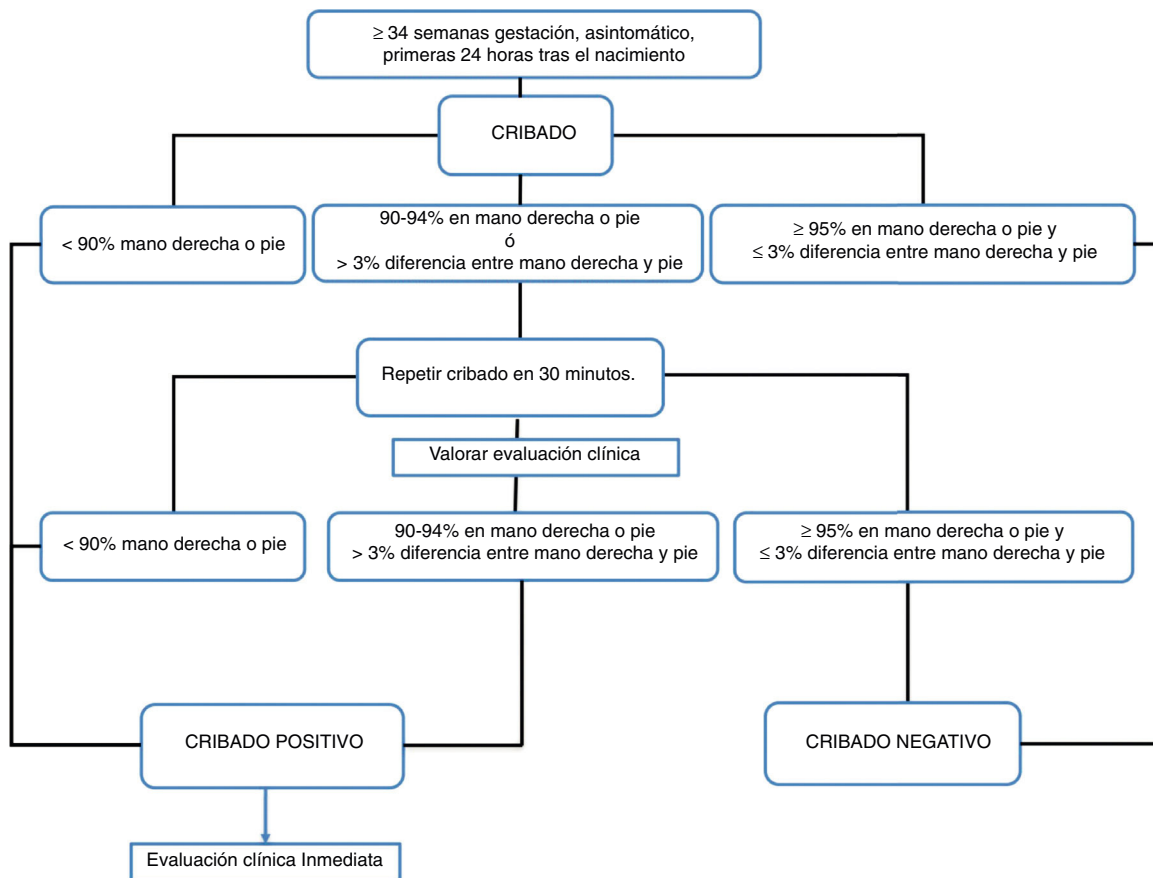 ≥ 34 semanas gestación, asintomático,
primeras 24 horas tras el nacimiento
CRIBADO
< 90% mano derecha o pie
90-94% en mano derecha o pie
ó
> 3% diferencia entre mano derecha y pie
≥ 95% en mano derecha o pie y
≤ 3% diferencia entre mano derecha y pie
Repetir cribado en 30 minutos.
Valorar evaluación clínica
< 90% mano derecha o pie
90-94% en mano derecha o pie
> 3% diferencia entre mano derecha y pie
≥ 95% en mano derecha o pie y
≤ 3% diferencia entre mano derecha y pie
CRIBADO POSITIVO
CRIBADO NEGATIVO
Evaluación clínica Inmediata